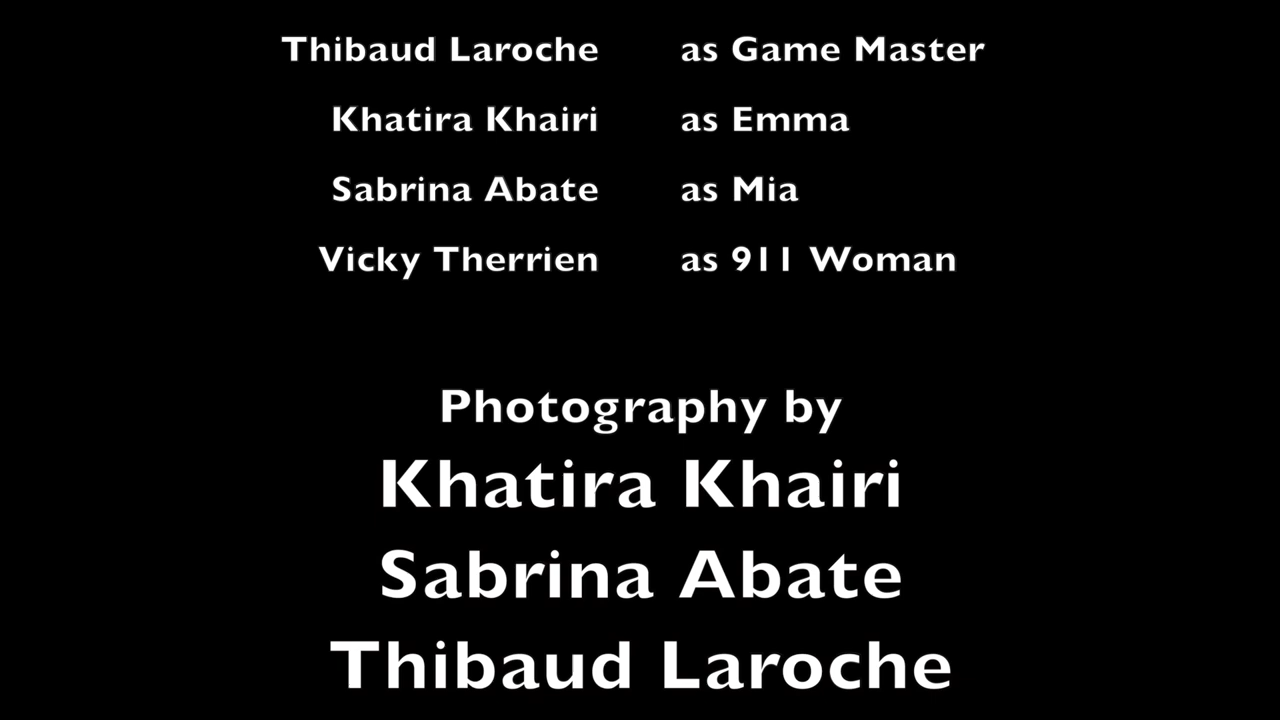 Thibaud Laroche as Game Master
Khatira Khairi as Emma
Sabrina Abate as Mia
Vicky Therrien as 911 Woman
Photography by
Khatira Khairi
Sabrina Abate
Thibaud Laroche